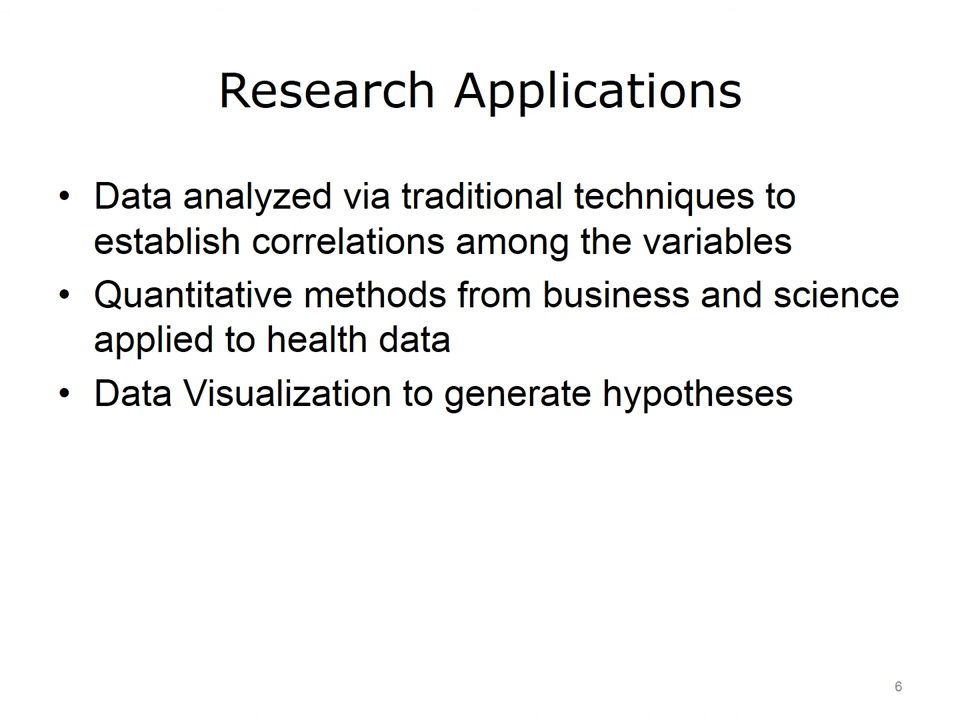 Research Applications
• Data analyzed via traditional techniques to
establish correlations among the variables
• Quantitative methods from business and science
applied to health data
• Data Visualization to generate hypotheses
6